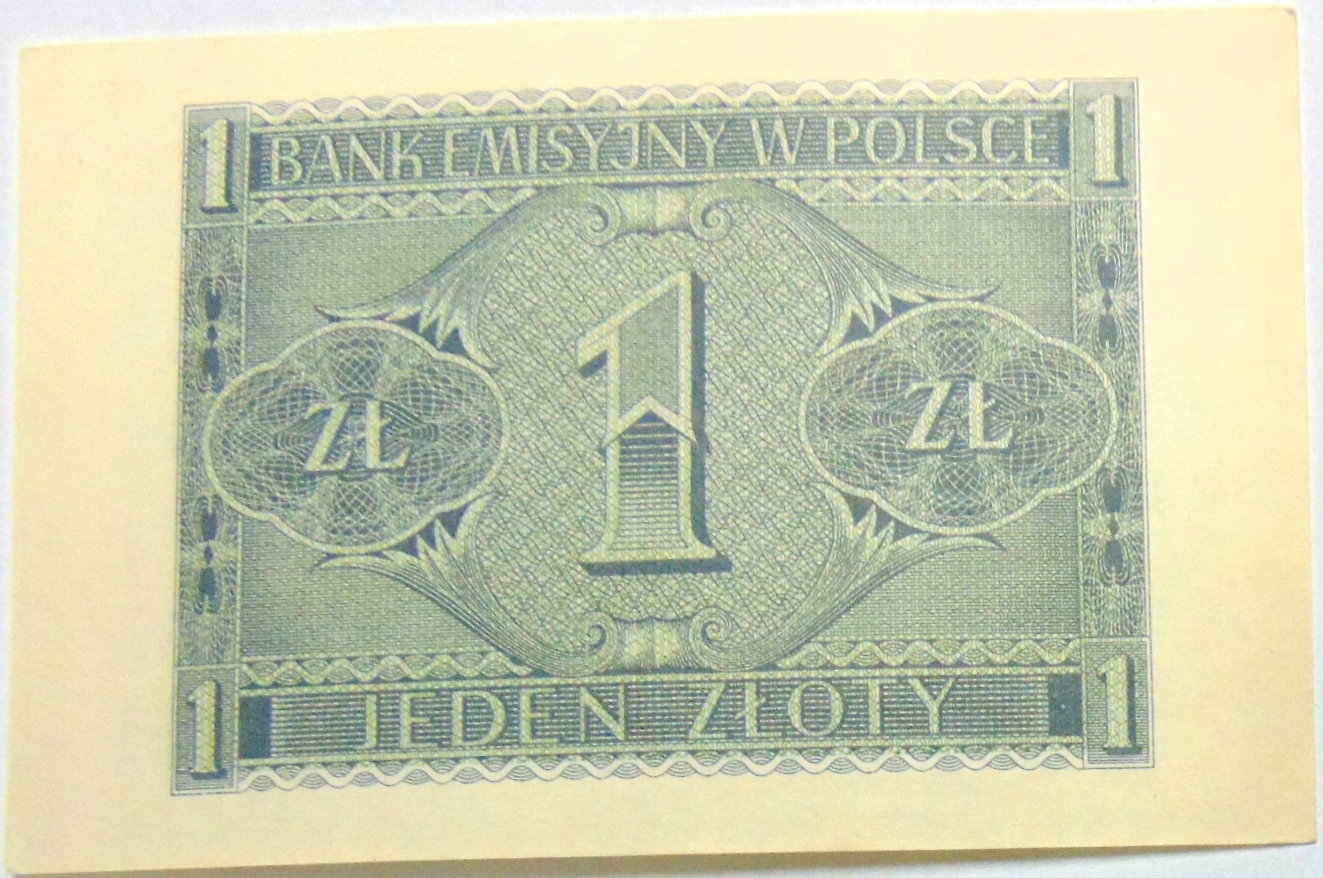 1 BANK EMISYJNY W POLSCE 1
ZŁ 1 ZŁ
1 JEDEN ZŁOTY 1